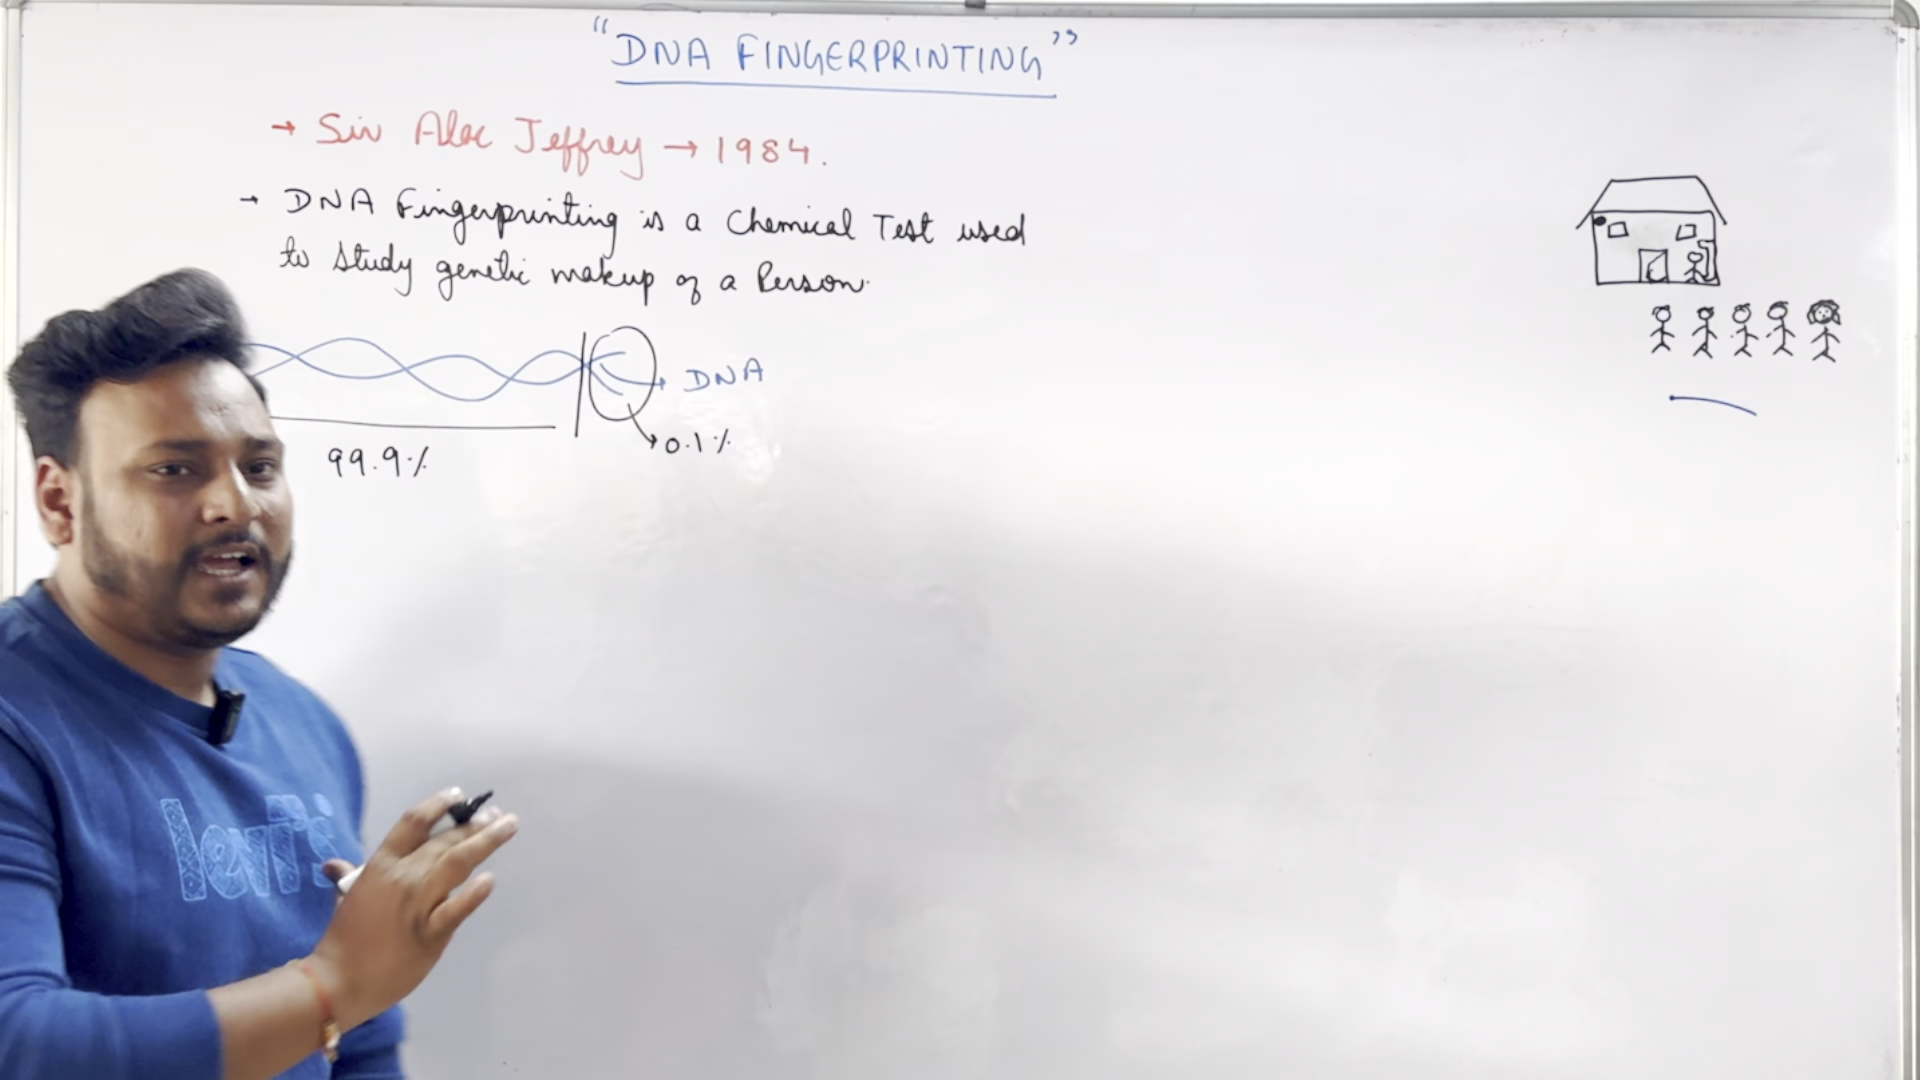 "DNA FINGERPRINTING"
→ Sir Alec Jeffrey → 1984.
→ DNA Fingerprinting is a Chemical Test used
to study genetic makeup of a Person.
DNA
0.1%
99.9%
levi's